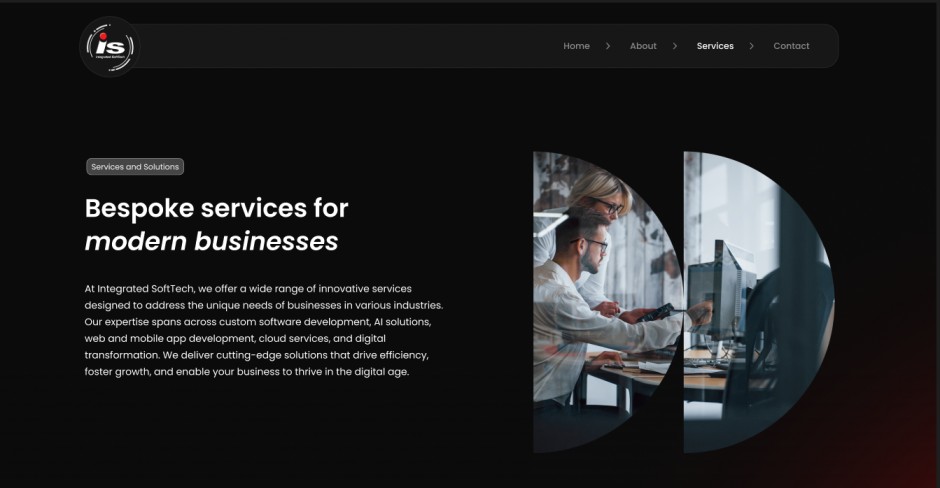 is
Integrated SoftTech
Home > About > Services > Contact
Services and Solutions
Bespoke services for
modern businesses
At Integrated SoftTech, we offer a wide range of innovative services
designed to address the unique needs of businesses in various industries.
Our expertise spans across custom software development, AI solutions,
web and mobile app development, cloud services, and digital
transformation. We deliver cutting-edge solutions that drive efficiency,
foster growth, and enable your business to thrive in the digital age.